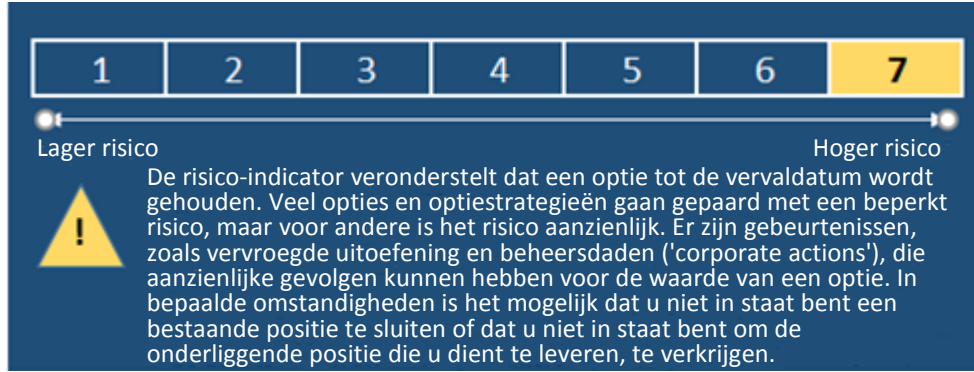 1 2 3 4 5 6 7
Lager risico Hoger risico
De risico-indicator veronderstelt dat een optie tot de vervaldatum wordt
gehouden. Veel opties en optiestrategieën gaan gepaard met een beperkt
risico, maar voor andere is het risico aanzienlijk. Er zijn gebeurtenissen,
zoals vervroegde uitoefening en beheersdaden ('corporate actions'), die
aanzienlijke gevolgen kunnen hebben voor de waarde van een optie. In
bepaalde omstandigheden is het mogelijk dat u niet in staat bent een
bestaande positie te sluiten of dat u niet in staat bent om de
onderliggende positie die u dient te leveren, te verkrijgen.
!